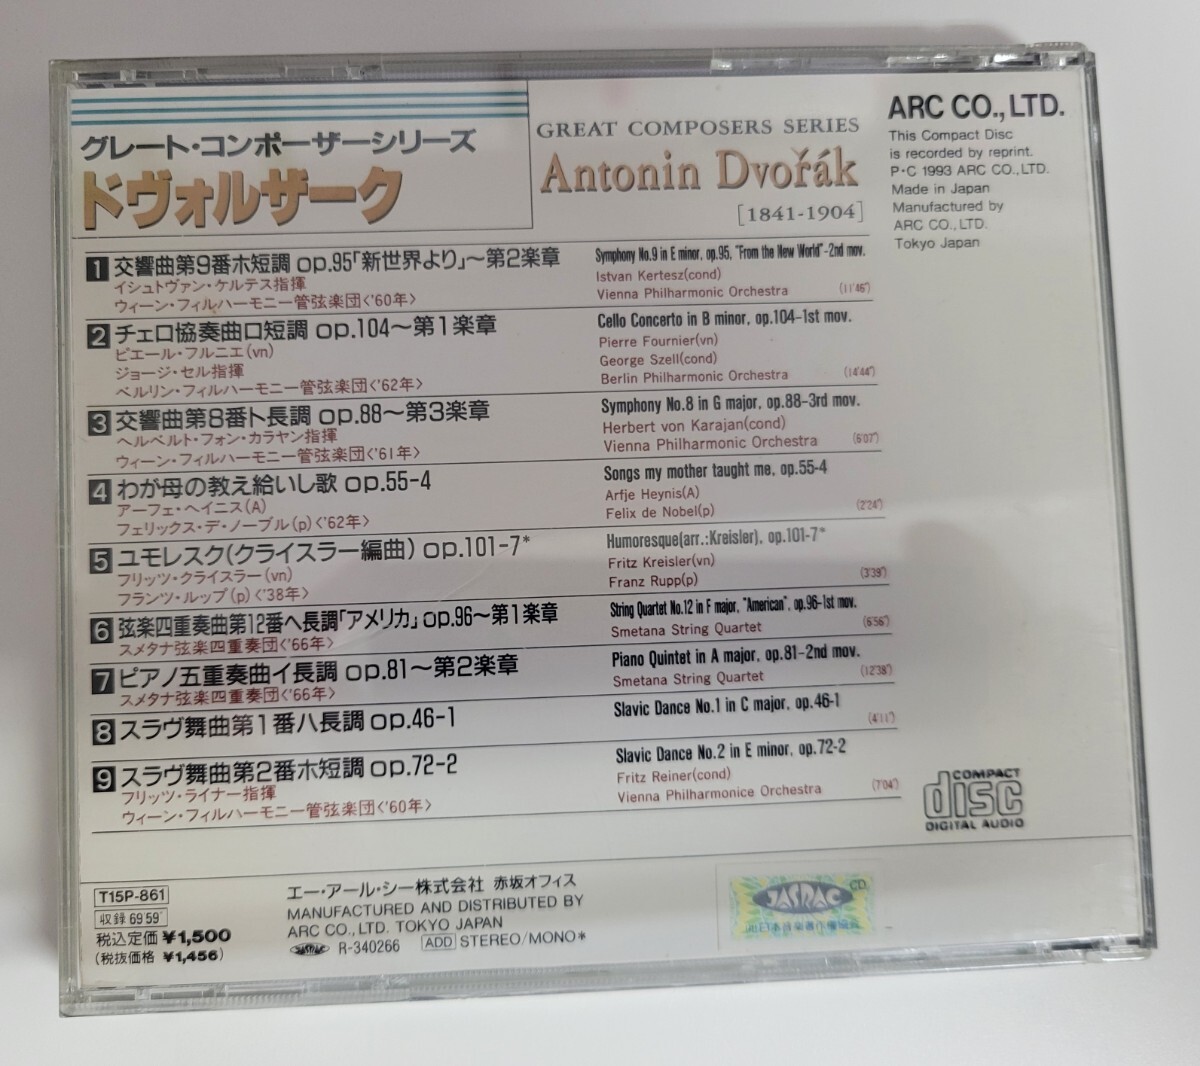 グレート・コンポーザーシリーズ
ドヴォルザーク
GREAT COMPOSERS SERIES
Antonin Dvořák
[1841-1904]
ARC CO., LTD.
This Compact Disc
is recorded by reprint.
P・C 1993 ARC CO., LTD.
Made in Japan
Manufactured by
ARC CO., LTD.
Tokyo Japan
1 交響曲第9番ホ短調 op.95「新世界より」〜第2楽章
イシュトヴァン・ケルテス指揮
ウィーン・フィルハーモニー管弦楽団〈'60年〉
Symphony No.9 in E minor, op.95, "From the New World"-2nd mov.
Istvan Kertesz(cond)
Vienna Philharmonic Orchestra (11'46")
2 チェロ協奏曲ロ短調 op.104〜第1楽章
ピエール・フルニエ(vn)
ジョージ・セル指揮
ベルリン・フィルハーモニー管弦楽団〈'62年〉
Cello Concerto in B minor, op.104-1st mov.
Pierre Fournier(vn)
George Szell(cond)
Berlin Philharmonic Orchestra (14'44")
3 交響曲第8番ト長調 op.88〜第3楽章
ヘルベルト・フォン・カラヤン指揮
ウィーン・フィルハーモニー管弦楽団〈'61年〉
Symphony No.8 in G major, op.88-3rd mov.
Herbert von Karajan(cond)
Vienna Philharmonic Orchestra (6'07")
4 わが母の教え給いし歌 op.55-4
アーフェ・ヘイニス(A)
フェリックス・デ・ノーブル(p)〈'62年〉
Songs my mother taught me, op.55-4
Arfje Heynis(A)
Felix de Nobel(p) (2'24")
5 ユモレスク(クライスラー編曲) op.101-7*
フリッツ・クライスラー(vn)
フランツ・ルップ(p)〈'38年〉
Humoresque(arr.:Kreisler), op.101-7*
Fritz Kreisler(vn)
Franz Rupp(p) (3'39")
6 弦楽四重奏曲第12番ヘ長調「アメリカ」op.96〜第1楽章
スメタナ弦楽四重奏団〈'66年〉
String Quartet No.12 in F major, "American", op.96-1st mov.
Smetana String Quartet (6'56")
7 ピアノ五重奏曲イ長調 op.81〜第2楽章
スメタナ弦楽四重奏団〈'66年〉
Piano Quintet in A major, op.81-2nd mov.
Smetana String Quartet (12'38")
8 スラヴ舞曲第1番ハ長調 op.46-1
Slavic Dance No.1 in C major, op.46-1
(4'11")
9 スラヴ舞曲第2番ホ短調 op.72-2
フリッツ・ライナー指揮
ウィーン・フィルハーモニー管弦楽団〈'60年〉
Slavic Dance No.2 in E minor, op.72-2
Fritz Reiner(cond)
Vienna Philharmonice Orchestra (7'04")
COMPACT
disc
DIGITAL AUDIO
T15P-861
収録 69'59"
税込定価 ¥1,500
(税抜価格 ¥1,456)
エー・アール・シー株式会社 赤坂オフィス
MANUFACTURED AND DISTRIBUTED BY
ARC CO., LTD. TOKYO JAPAN
JASRAC R-340266 ADD STEREO/MONO*
CD
JASRAC